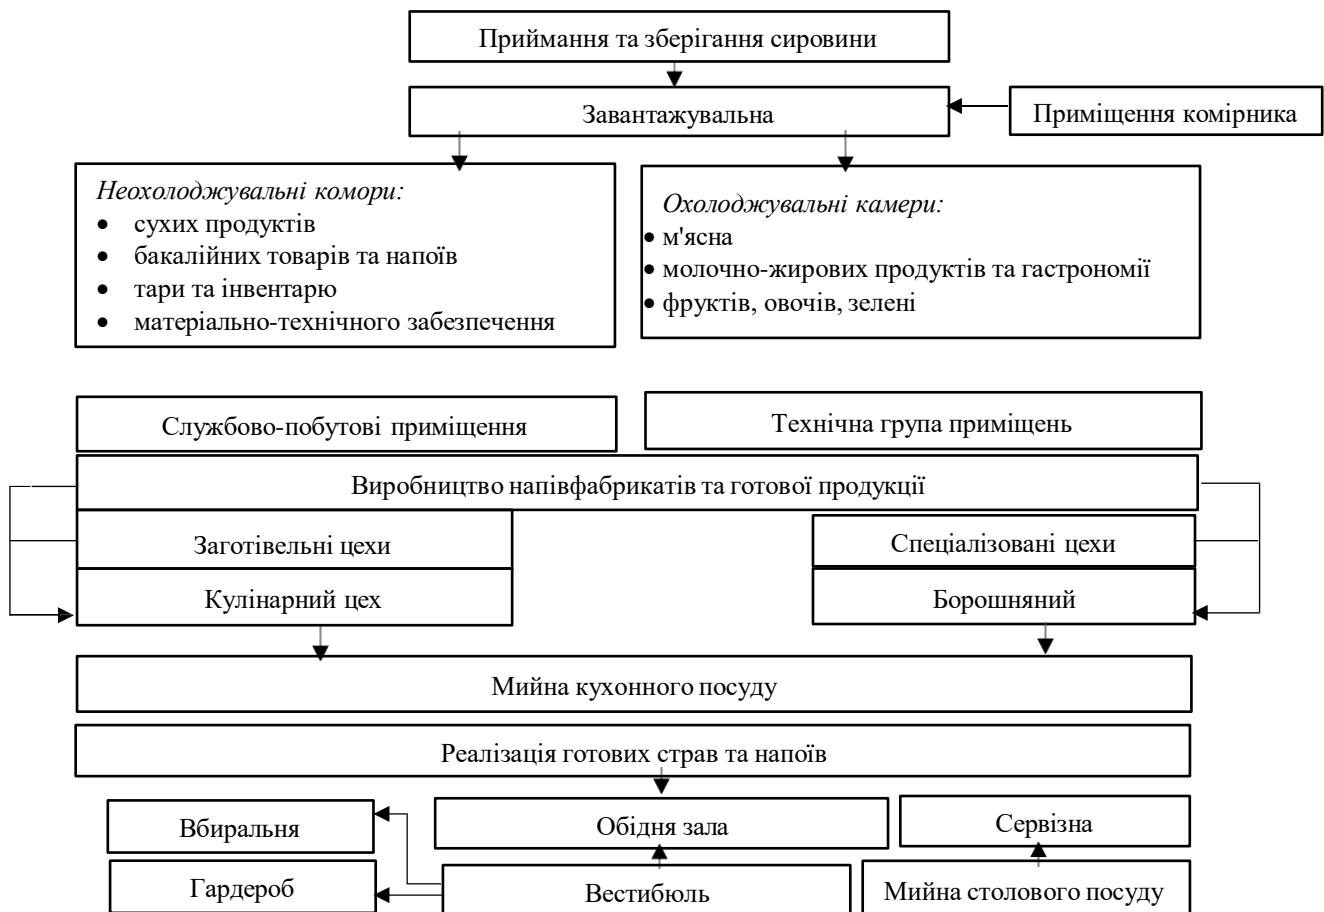 Приймання та зберігання сировини
Завантажувальна
Приміщення комірника
Неохолоджувальні комори:
• сухих продуктів
• бакалійних товарів та напоїв
• тари та інвентарю
• матеріально-технічного забезпечення
Охолоджувальні камери:
• м'ясна
• молочно-жирових продуктів та гастрономії
• фруктів, овочів, зелені
Службово-побутові приміщення
Технічна група приміщень
Виробництво напівфабрикатів та готової продукції
Заготівельні цехи
Спеціалізовані цехи
Кулінарний цех
Борошняний
Мийна кухонного посуду
Реалізація готових страв та напоїв
Вбиральня
Обідня зала
Сервізна
Гардероб
Вестибюль
Мийна столового посуду